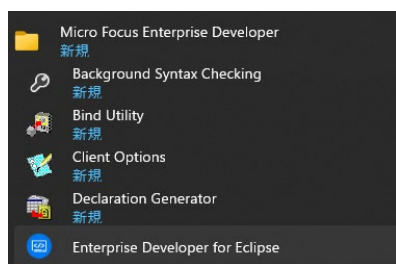 Micro Focus Enterprise Developer
新規
Background Syntax Checking
新規
Bind Utility
新規
Client Options
新規
Declaration Generator
新規
Enterprise Developer for Eclipse